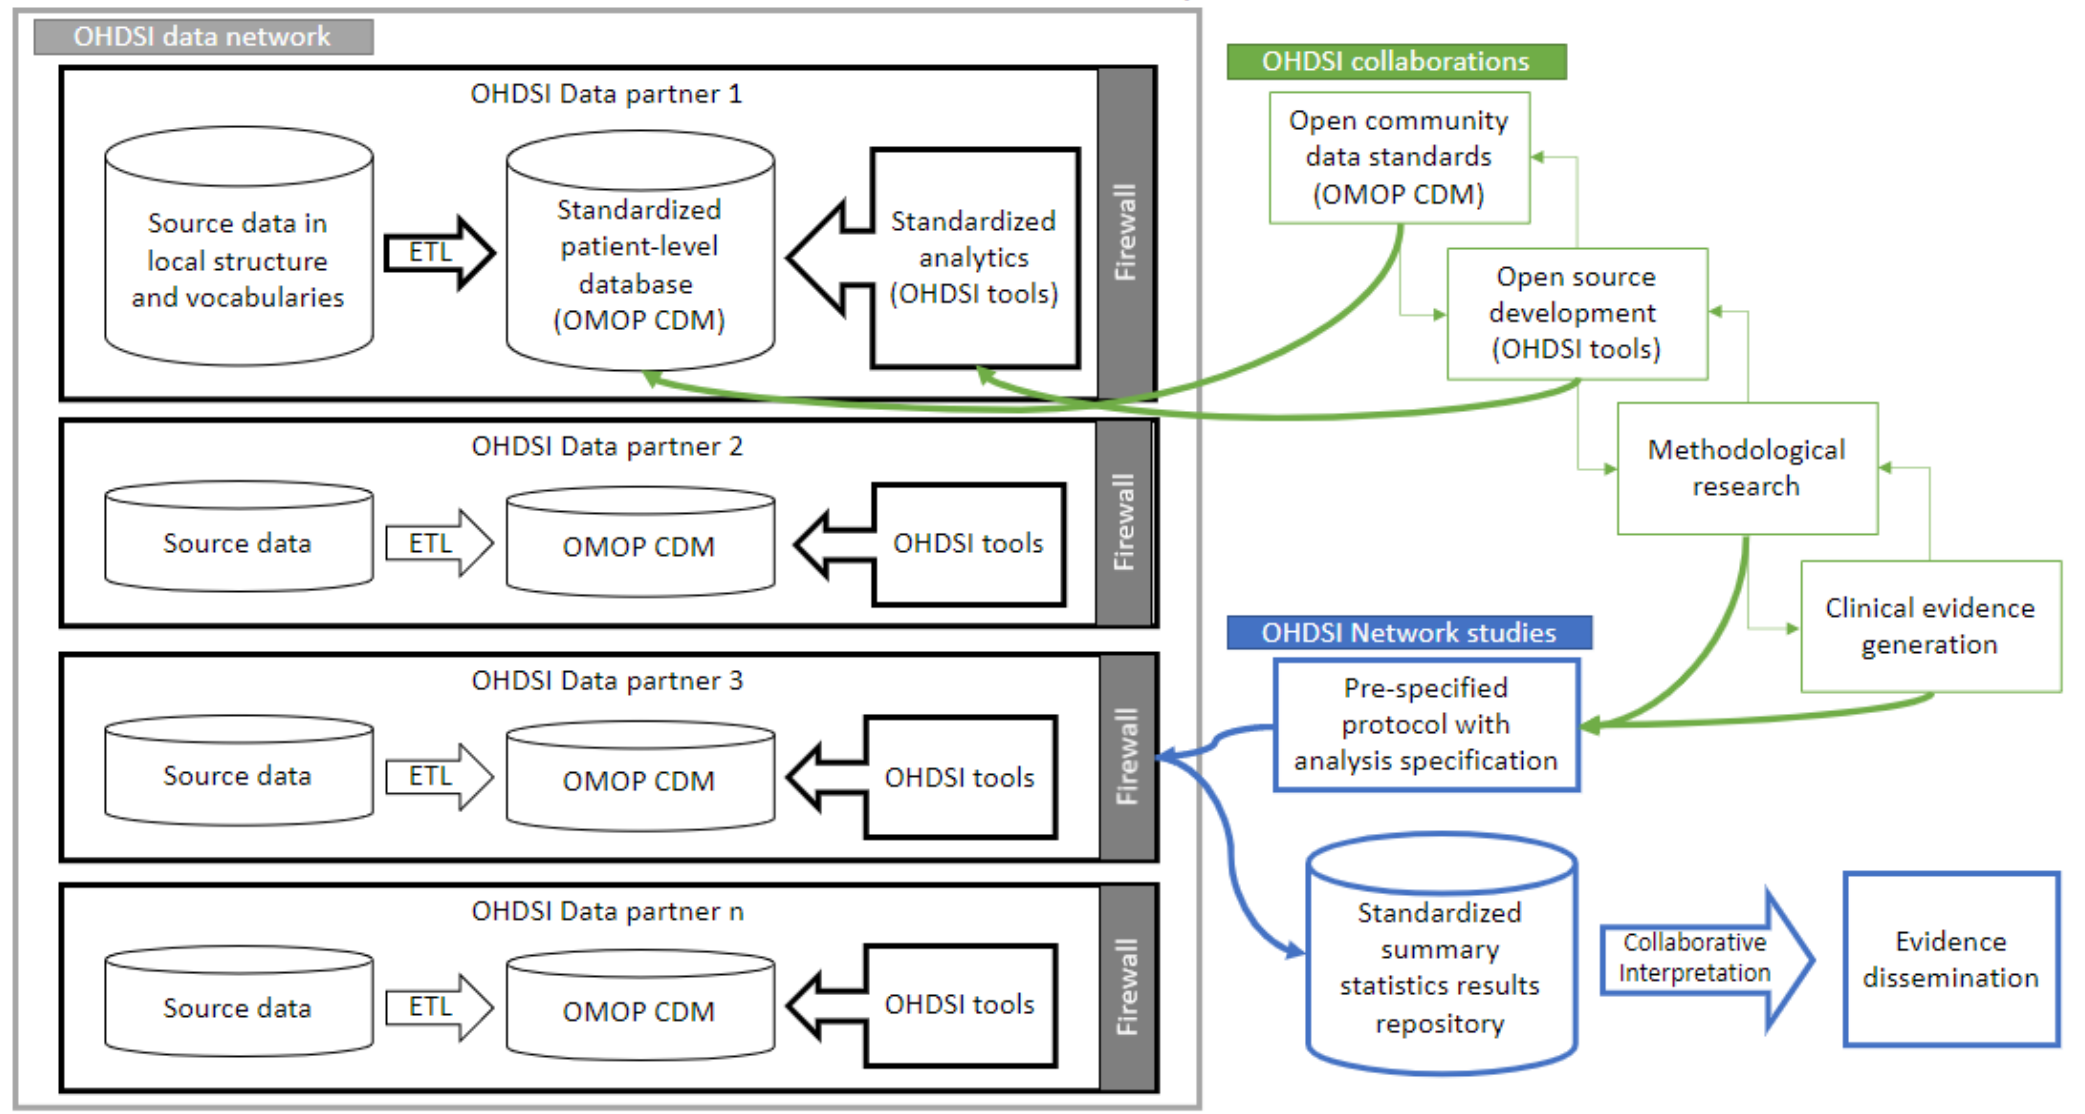 OHDSI data network
OHDSI Data partner 1
Source data in
local structure
and vocabularies
ETL
Standardized
patient-level
database
(OMOP CDM)
Standardized
analytics
(OHDSI tools)
Firewall
OHDSI Data partner 2
Source data
ETL
OMOP CDM
OHDSI tools
Firewall
OHDSI Data partner 3
Source data
ETL
OMOP CDM
OHDSI tools
Firewall
OHDSI Data partner n
Source data
ETL
OMOP CDM
OHDSI tools
Firewall
OHDSI collaborations
Open community
data standards
(OMOP CDM)
Open source
development
(OHDSI tools)
Methodological
research
Clinical evidence
generation
OHDSI Network studies
Pre-specified
protocol with
analysis specification
Standardized
summary
statistics results
repository
Collaborative
Interpretation
Evidence
dissemination